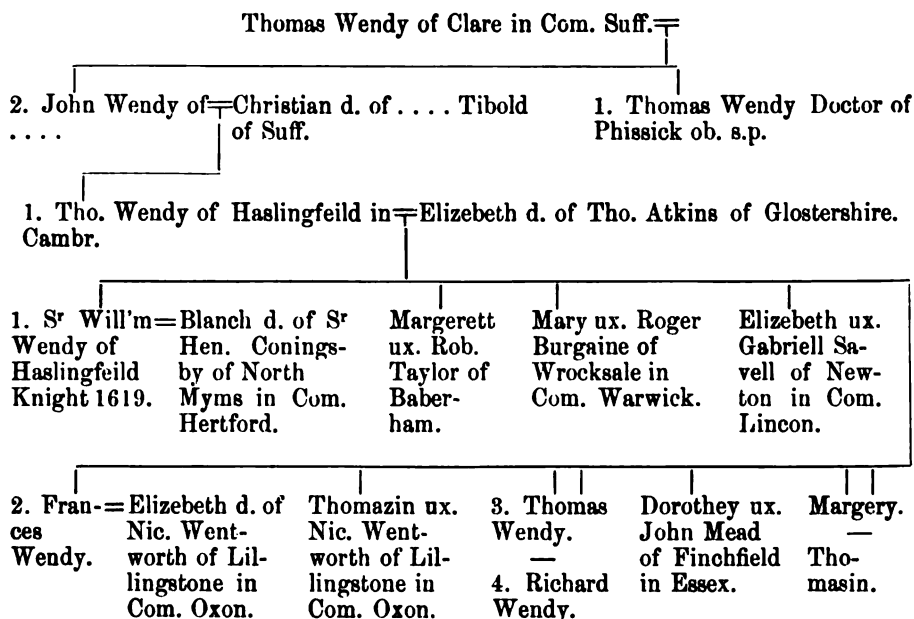 Thomas Wendy of Clare in Com. Suff.
2. John Wendy of
. . . .
Christian d. of . . . . Tibold
of Suff.
1. Thomas Wendy Doctor of
Phissick ob. s.p.
1. Tho. Wendy of Haslingfeild in
Cambr.
Elizebeth d. of Tho. Atkins of Glostershire.
1. Sr Will'm
Wendy of
Haslingfeild
Knight 1619.
Blanch d. of Sr
Hen. Conings-
by of North
Myms in Com.
Hertford.
Margerett
ux. Rob.
Taylor of
Baber-
ham.
Mary ux. Roger
Burgaine of
Wrocksale in
Com. Warwick.
Elizebeth ux.
Gabriell Sa-
vell of New-
ton in Com.
Lincon.
2. Fran-
ces
Wendy.
Elizebeth d. of
Nic. Went-
worth of Lil-
lingstone in
Com. Oxon.
Thomazin ux.
Nic. Went-
worth of Lil-
lingstone in
Com. Oxon.
3. Thomas
Wendy.
—
4. Richard
Wendy.
Dorothey ux.
John Mead
of Finchfield
in Essex.
Margery.
—
Tho-
masin.